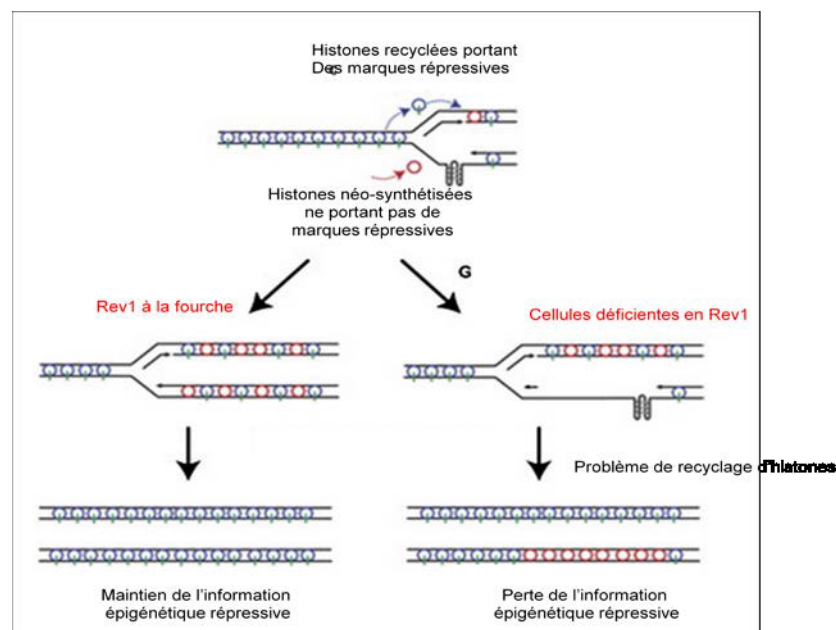 Histones recyclées portant
Des marques répressives
Histones néo-synthétisées
ne portant pas de
marques répressives
G
Rev1 à la fourche
Cellules déficientes en Rev1
Problème de recyclage d'histones
Maintien de l'information
épigénétique répressive
Perte de l'information
épigénétique répressive